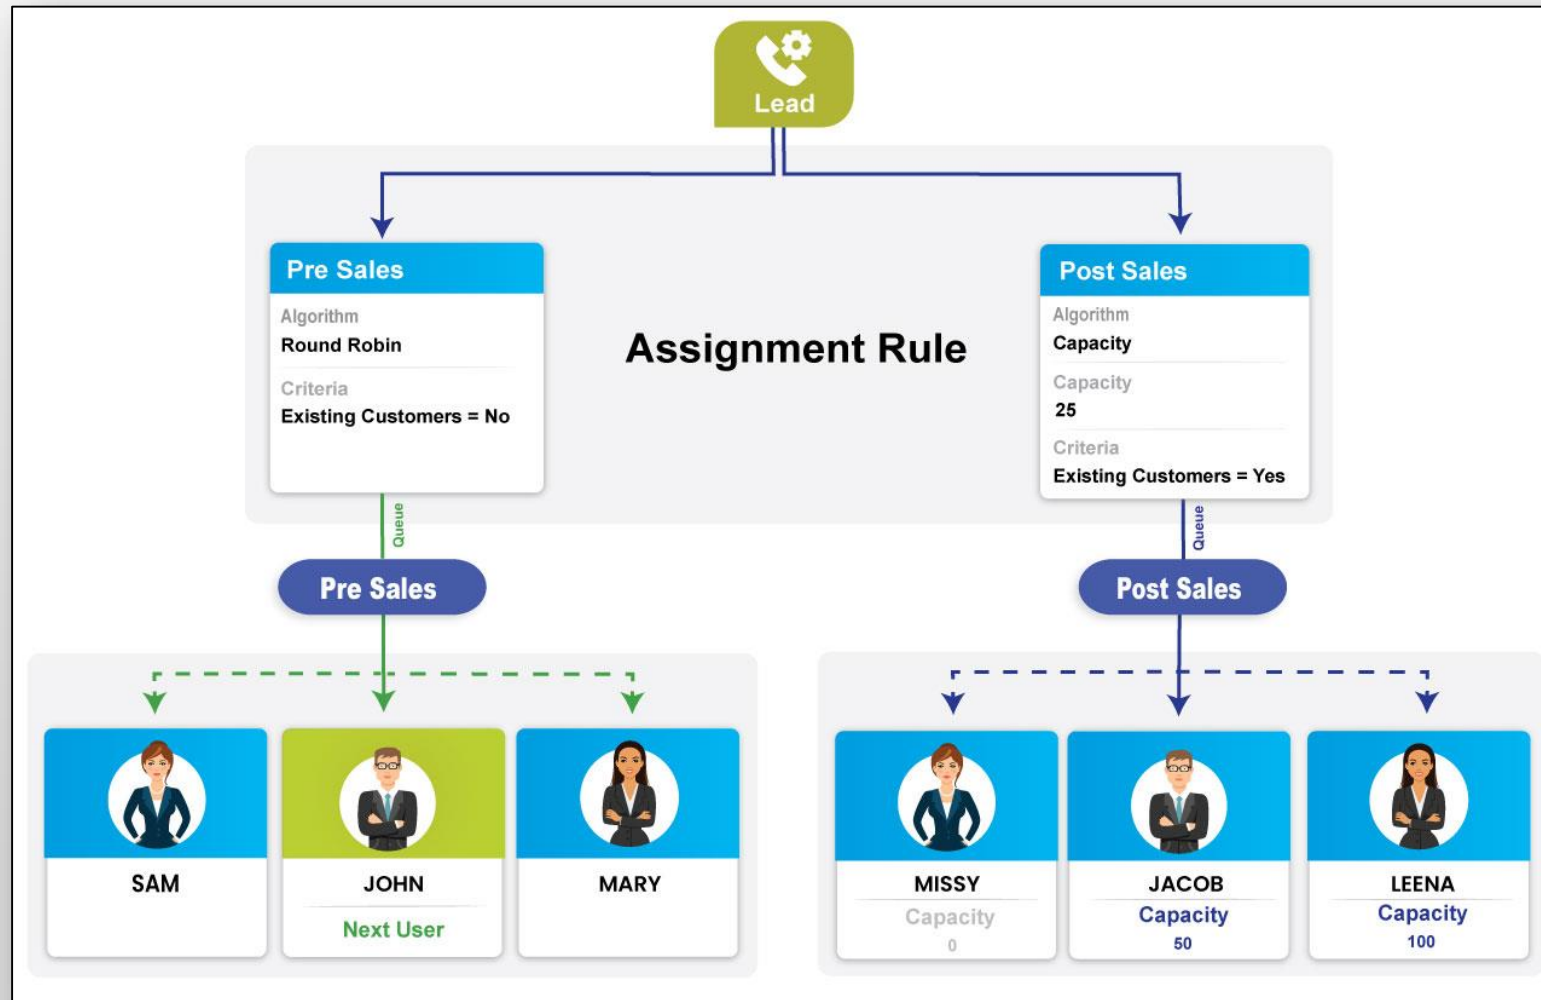 Lead
Pre Sales
Algorithm
Round Robin
Criteria
Existing Customers = No
Assignment Rule
Post Sales
Algorithm
Capacity
Capacity
25
Criteria
Existing Customers = Yes
Queue
Queue
Pre Sales
Post Sales
SAM
JOHN
Next User
MARY
MISSY
Capacity
0
JACOB
Capacity
50
LEENA
Capacity
100